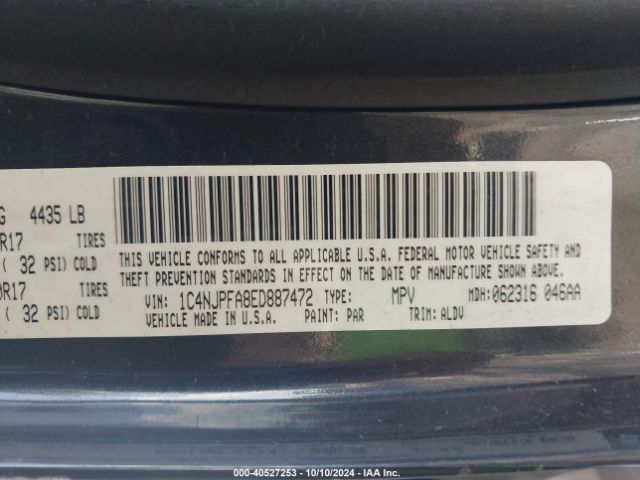 G 4435 LB
R17 TIRES
( 32 PSI) COLD
0R17 TIRES
( 32 PSI) COLD
THIS VEHICLE CONFORMS TO ALL APPLICABLE U.S.A. FEDERAL MOTOR VEHICLE SAFETY AND
THEFT PREVENTION STANDARDS IN EFFECT ON THE DATE OF MANUFACTURE SHOWN ABOVE.
VIN: 1C4NJPFA8ED887472 TYPE: MPV MDH:062316 046AA
VEHICLE MADE IN U.S.A. PAINT: PAR TRIM: ALDV
000-40527253 - 10/10/2024 - IAA Inc.